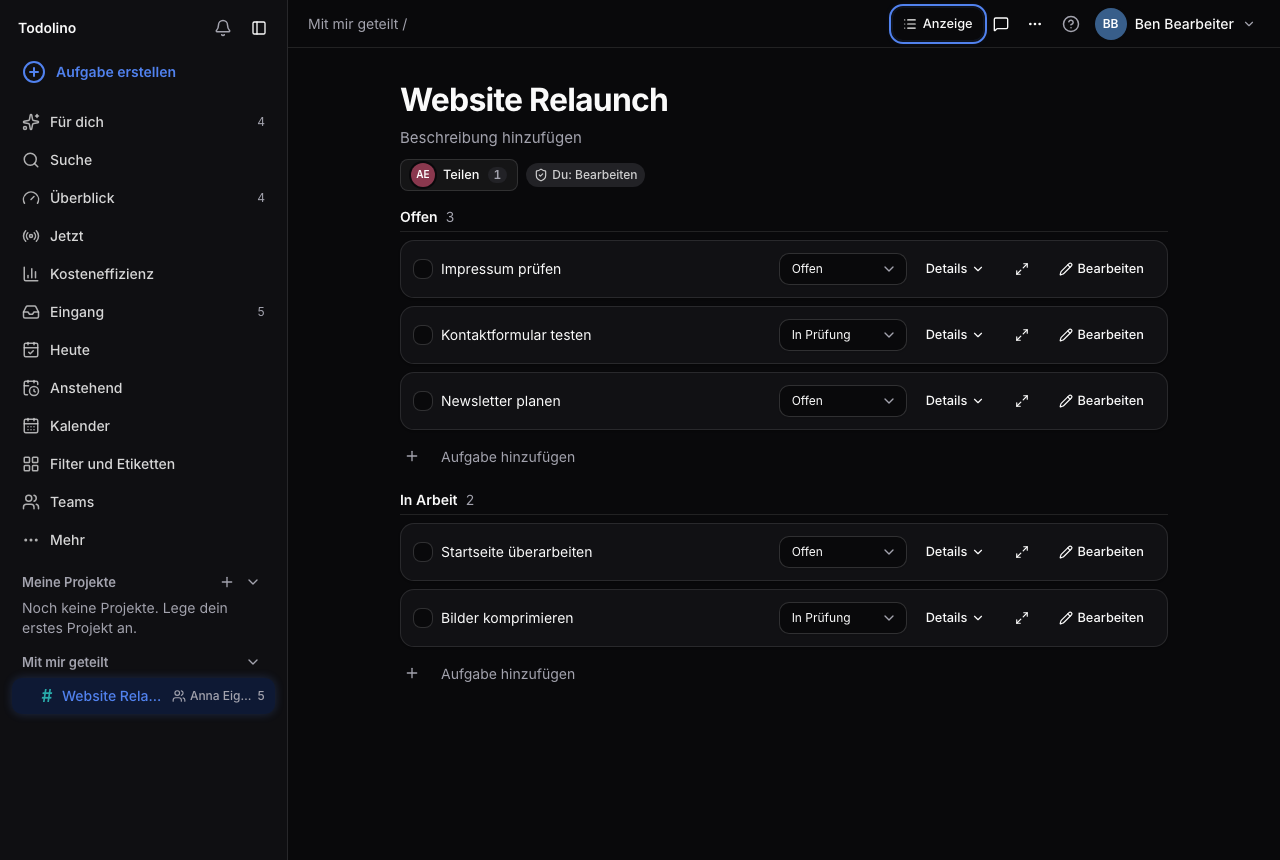 Todolino
Aufgabe erstellen
Für dich 4
Suche
Überblick 4
Jetzt
Kosteneffizienz
Eingang 5
Heute
Anstehend
Kalender
Filter und Etiketten
Teams
Mehr
Meine Projekte
Noch keine Projekte. Lege dein
erstes Projekt an.
Mit mir geteilt
# Website Rela... Anna Eig... 5
Mit mir geteilt /
Anzeige
BB Ben Bearbeiter
Website Relaunch
Beschreibung hinzufügen
AE Teilen 1 Du: Bearbeiten
Offen 3
Impressum prüfen Offen Details Bearbeiten
Kontaktformular testen In Prüfung Details Bearbeiten
Newsletter planen Offen Details Bearbeiten
Aufgabe hinzufügen
In Arbeit 2
Startseite überarbeiten Offen Details Bearbeiten
Bilder komprimieren In Prüfung Details Bearbeiten
Aufgabe hinzufügen